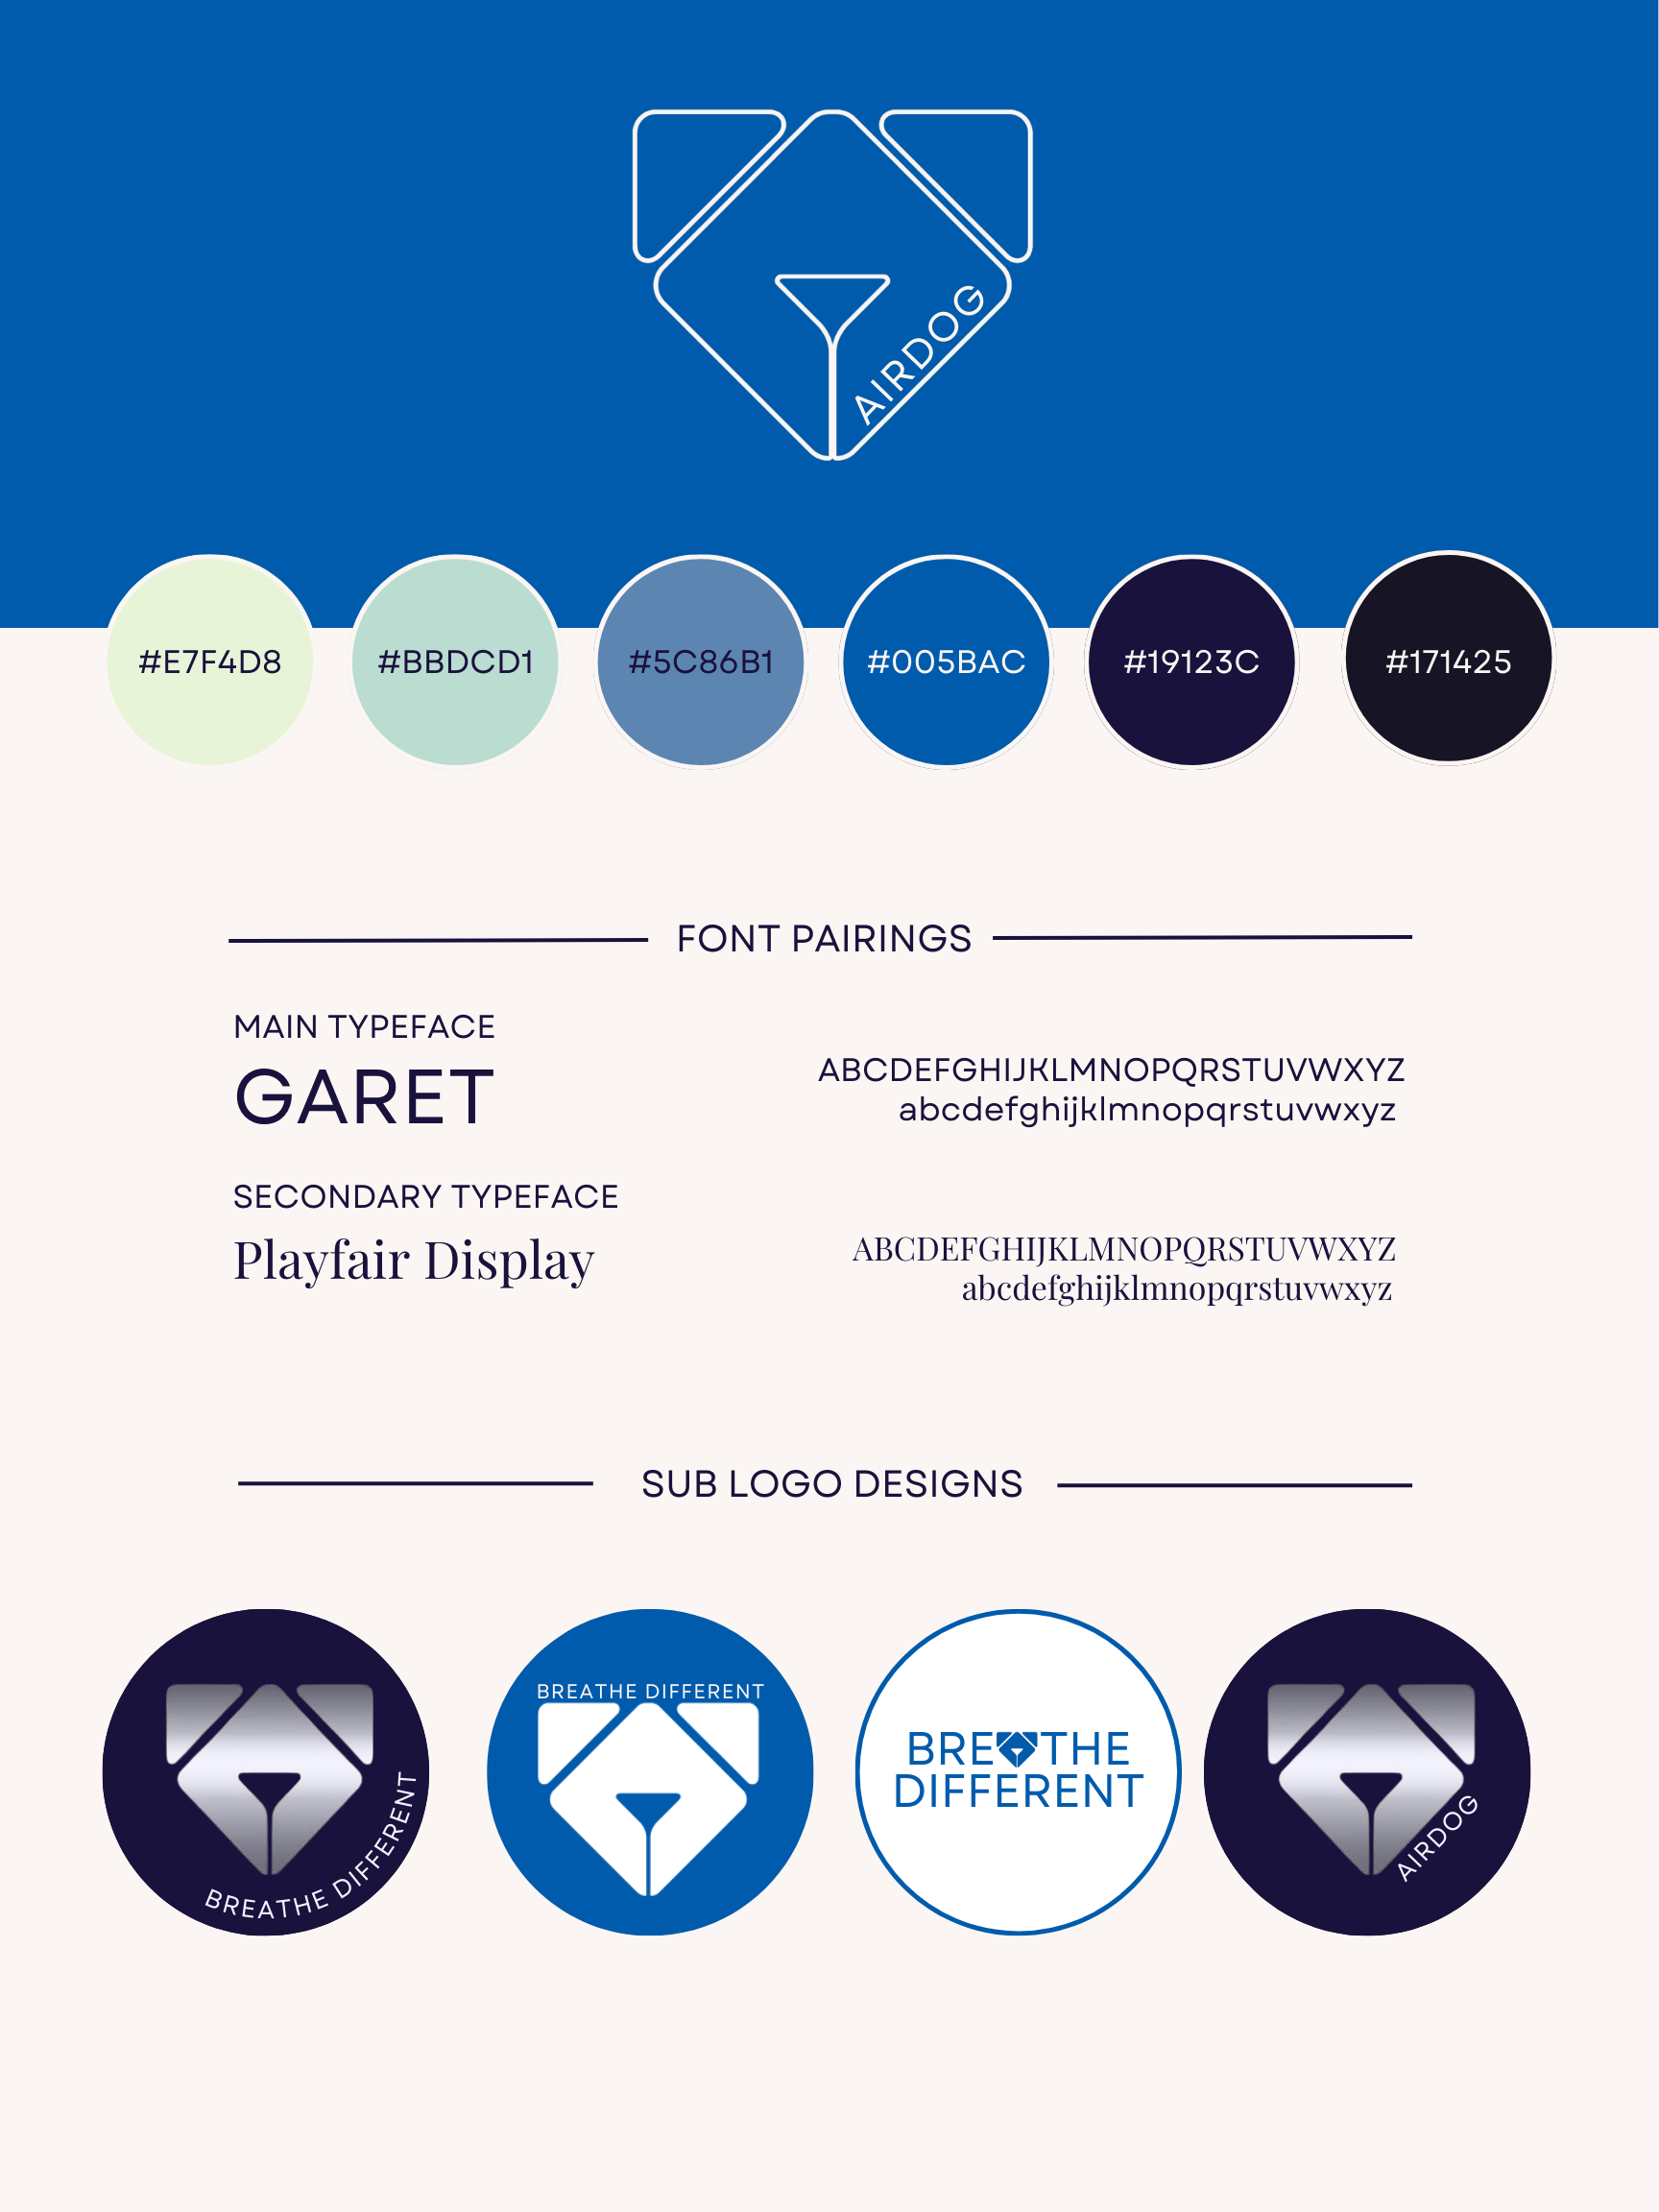 AIRDOG
#E7F4D8
#BBDCD1
#5C86B1
#005BAC
#19123C
#171425
FONT PAIRINGS
MAIN TYPEFACE
GARET
ABCDEFGHIJKLMNOPQRSTUVWXYZ
abcdefghijklmnopqrstuvwxyz
SECONDARY TYPEFACE
Playfair Display
ABCDEFGHIJKLMNOPQRSTUVWXYZ
abcdefghijklmnopqrstuvwxyz
SUB LOGO DESIGNS
BREATHE DIFFERENT
BREATHE DIFFERENT
BRE THE
DIFFERENT
AIRDOG